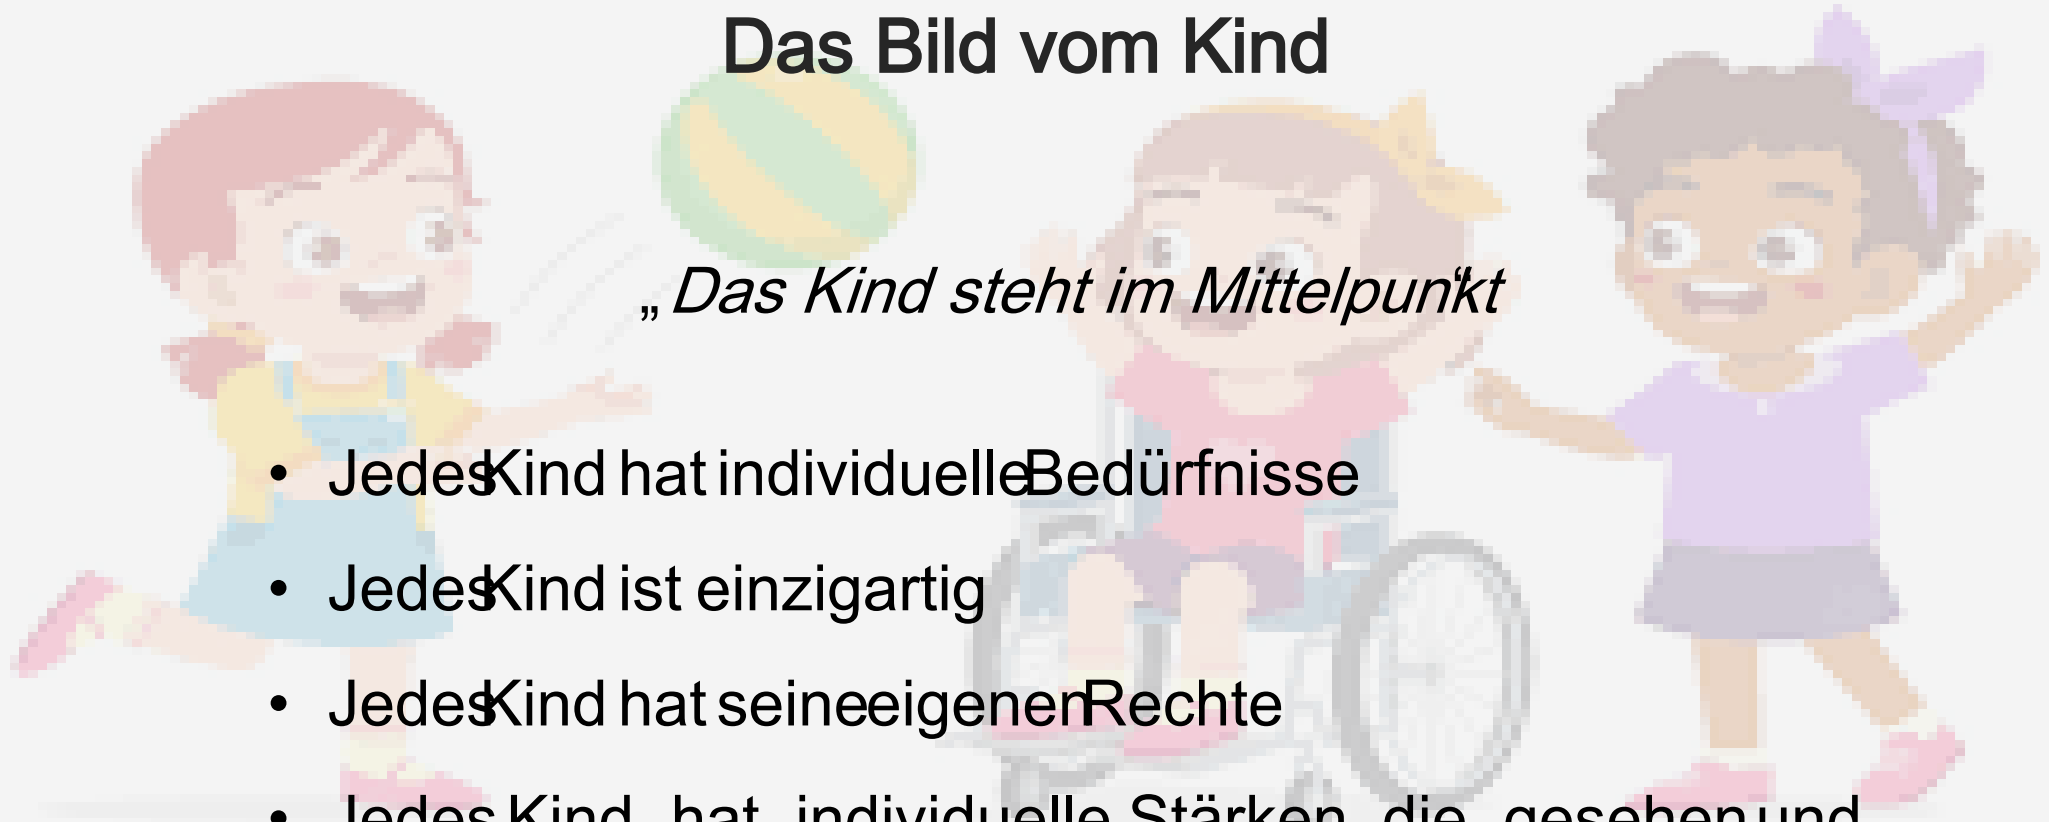 Das Bild vom Kind
„Das Kind steht im Mittelpunkt“
• Jedes Kind hat individuelle Bedürfnisse
• Jedes Kind ist einzigartig
• Jedes Kind hat seine eigenen Rechte
• Jedes Kind hat individuelle Stärken die gesehen und